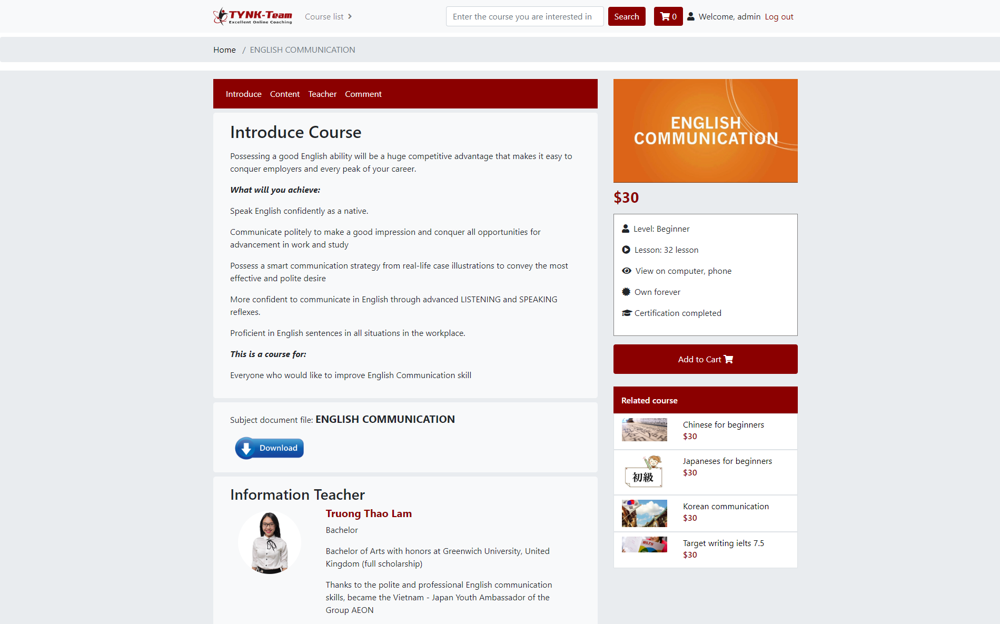 TYNK-Team
Excellent Online Coaching
Course list
Enter the course you are interested in
Search
0
Welcome, admin
Log out
Home / ENGLISH COMMUNICATION
Introduce
Content
Teacher
Comment
Introduce Course
Possessing a good English ability will be a huge competitive advantage that makes it easy to
conquer employers and every peak of your career.
What will you achieve:
Speak English confidently as a native.
Communicate politely to make a good impression and conquer all opportunities for
advancement in work and study
Possess a smart communication strategy from real-life case illustrations to convey the most
effective and polite desire
More confident to communicate in English through advanced LISTENING and SPEAKING
reflexes.
Proficient in English sentences in all situations in the workplace.
This is a course for:
Everyone who would like to improve English Communication skill
Subject document file: ENGLISH COMMUNICATION
Download
Information Teacher
Truong Thao Lam
Bachelor
Bachelor of Arts with honors at Greenwich University, United
Kingdom (full scholarship)
Thanks to the polite and professional English communication
skills, became the Vietnam - Japan Youth Ambassador of the
Group AEON
ENGLISH
COMMUNICATION
$30
Level: Beginner
Lesson: 32 lesson
View on computer, phone
Own forever
Certification completed
Add to Cart
Related course
Chinese for beginners
$30
初級
Japaneses for beginners
$30
Korean communication
$30
IELTS
Target writing ielts 7.5
$30